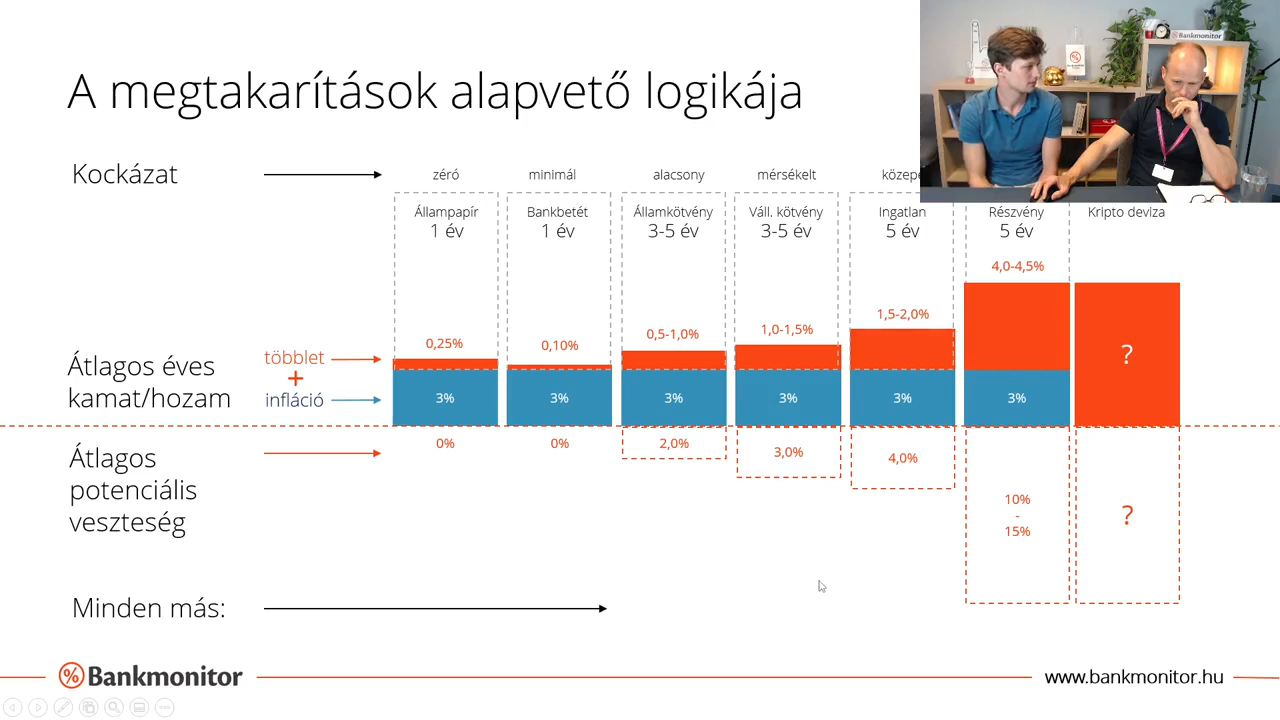 A megtakarítások alapvető logikája
Bankmonitor
Kockázat
zéró
minimál
alacsony
mérsékelt
Állampapír
1 év
Bankbetét
1 év
Államkötvény
3-5 év
Váll. kötvény
3-5 év
Ingatlan
5 év
Részvény
5 év
Kripto deviza
Átlagos éves
kamat/hozam
többlet
+
infláció
0,25%
0,10%
0,5-1,0%
1,0-1,5%
1,5-2,0%
4,0-4,5%
?
3%
3%
3%
3%
3%
3%
Átlagos
potenciális
veszteség
0%
0%
2,0%
3,0%
4,0%
10%
-
15%
?
Minden más:
% Bankmonitor
www.bankmonitor.hu